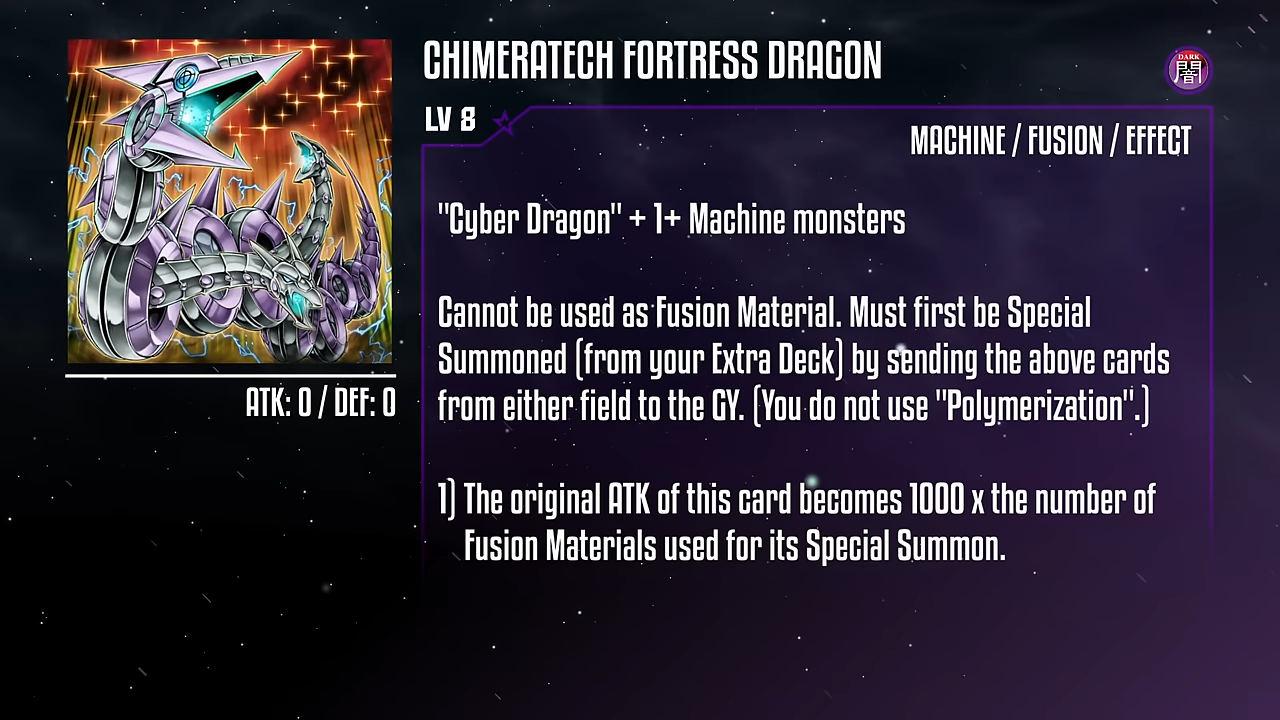 CHIMERATECH FORTRESS DRAGON
DARK
闇
LV 8
MACHINE / FUSION / EFFECT
"Cyber Dragon" + 1+ Machine monsters
Cannot be used as Fusion Material. Must first be Special
Summoned (from your Extra Deck) by sending the above cards
from either field to the GY. (You do not use "Polymerization".)
1) The original ATK of this card becomes 1000 x the number of
Fusion Materials used for its Special Summon.
ATK: 0 / DEF: 0